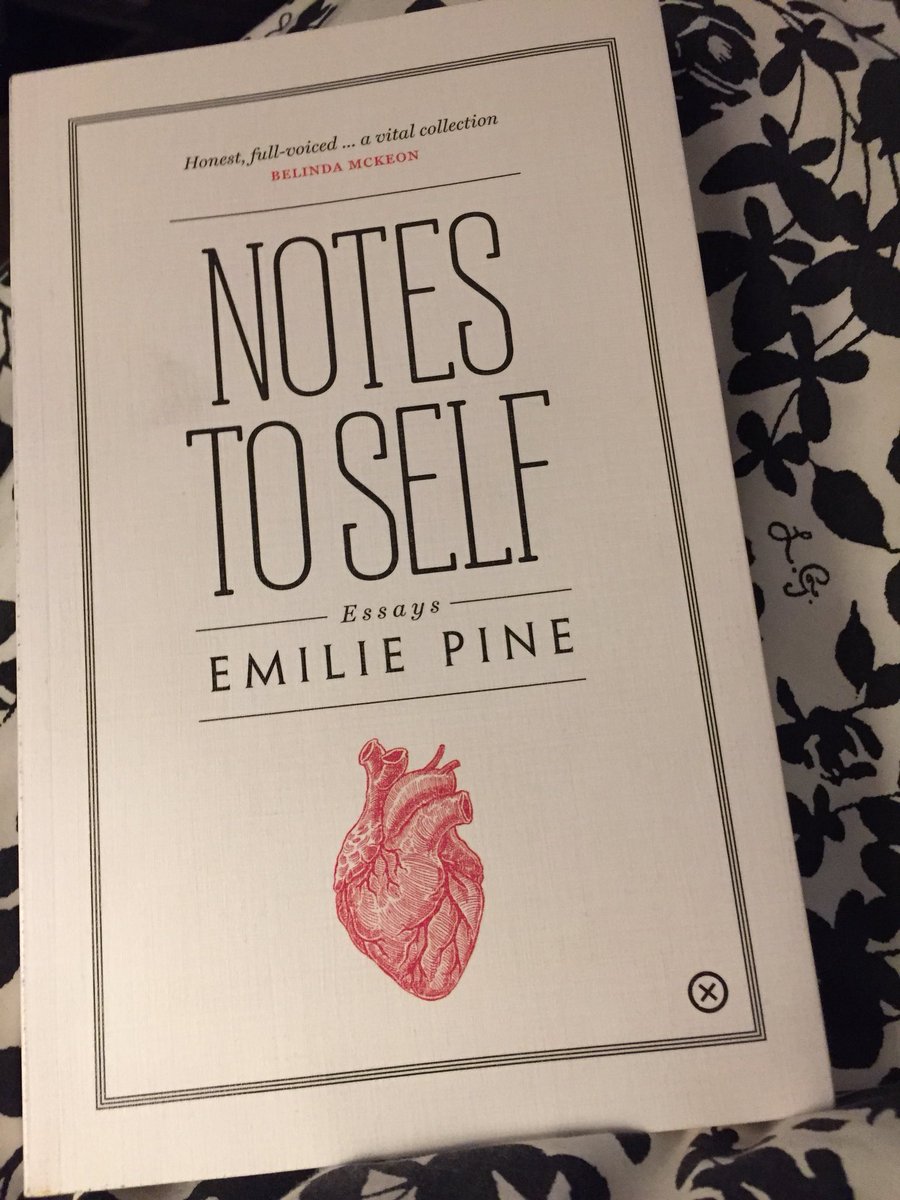 Honest, full-voiced ... a vital collection
BELINDA MCKEON
NOTES
TO SELF
Essays
EMILIE PINE
L.G.